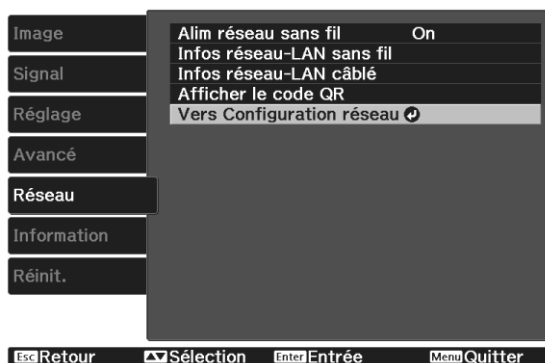 Image
Signal
Réglage
Avancé
Réseau
Information
Réinit.
Alim réseau sans fil On
Infos réseau-LAN sans fil
Infos réseau-LAN câblé
Afficher le code QR
Vers Configuration réseau
Esc Retour Sélection Enter Entrée Menu Quitter